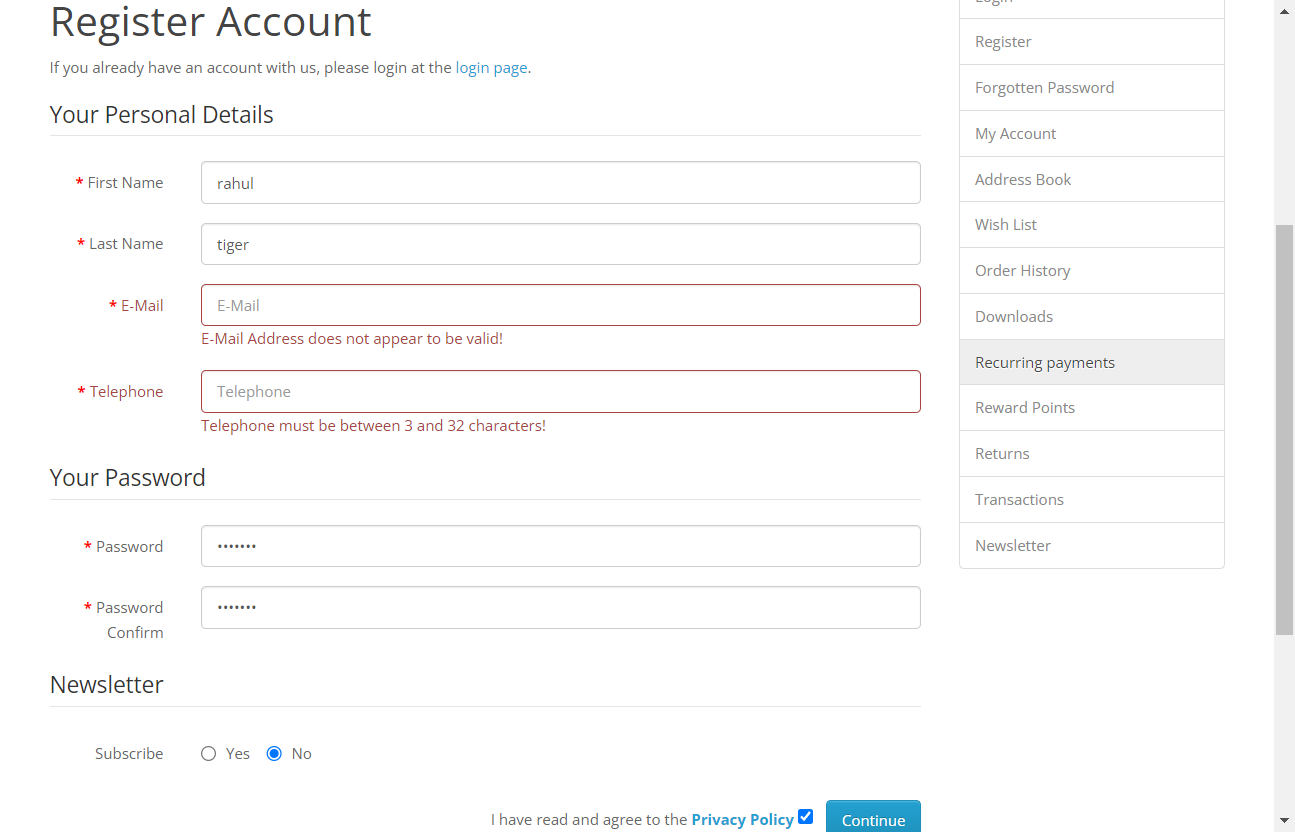 Register Account
If you already have an account with us, please login at the login page.
Your Personal Details
* First Name
rahul
* Last Name
tiger
* E-Mail
E-Mail
E-Mail Address does not appear to be valid!
* Telephone
Telephone
Telephone must be between 3 and 32 characters!
Your Password
* Password
•••••••
* Password
Confirm
•••••••
Newsletter
Subscribe
Yes
No
I have read and agree to the Privacy Policy
Continue
Login
Register
Forgotten Password
My Account
Address Book
Wish List
Order History
Downloads
Recurring payments
Reward Points
Returns
Transactions
Newsletter